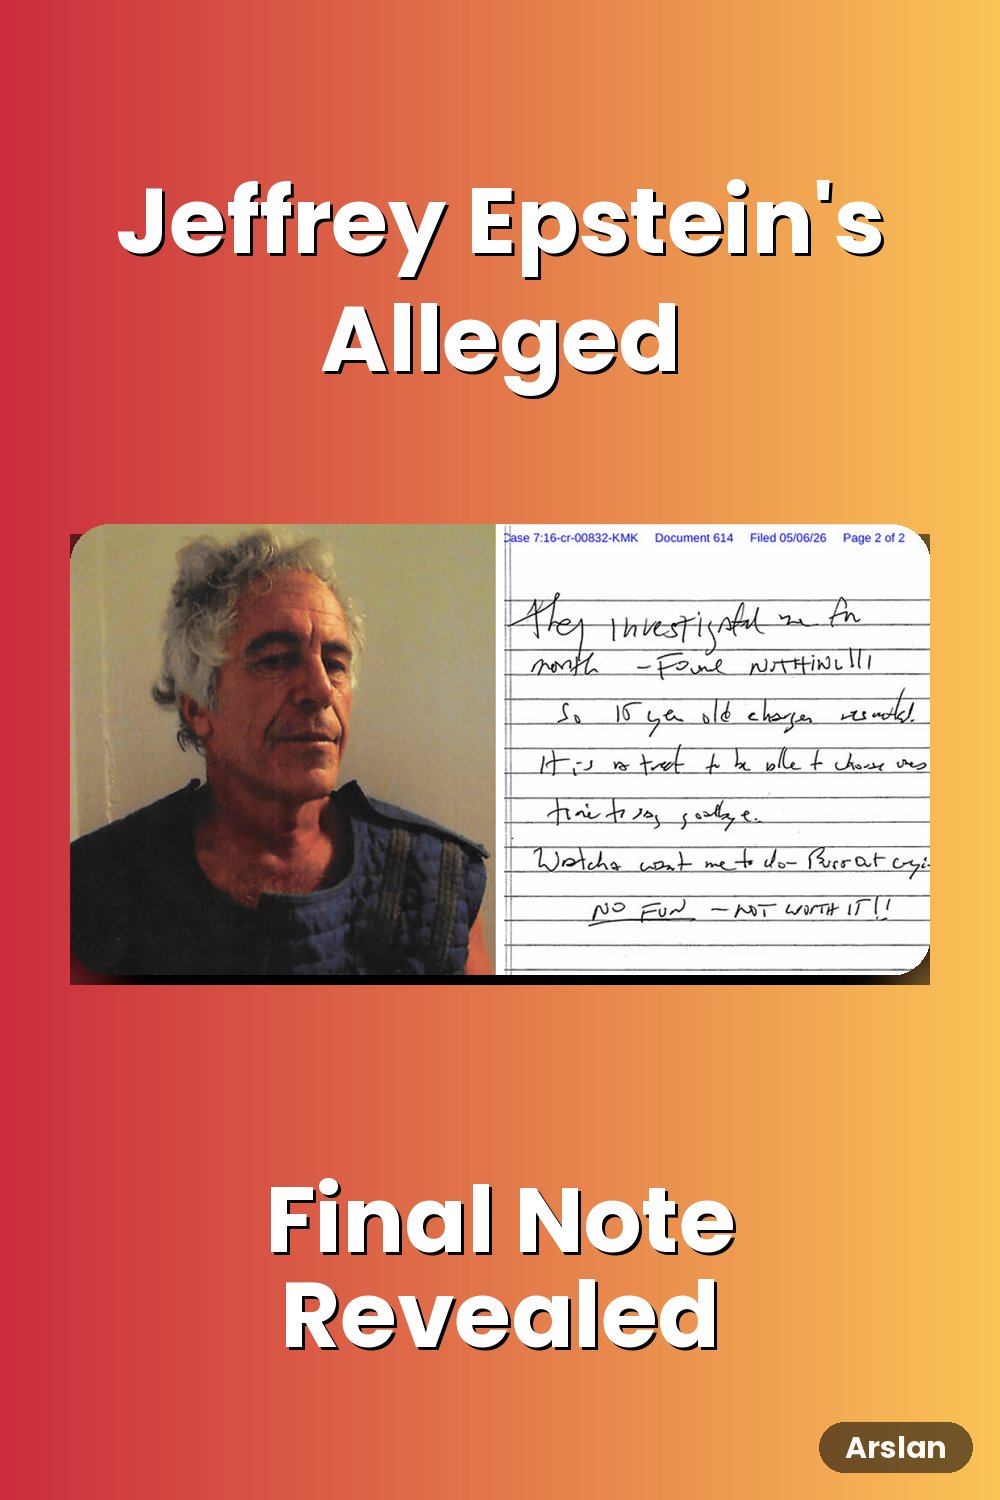 Jeffrey Epstein's
Alleged
Case 7:16-cr-00832-KMK Document 614 Filed 05/06/26 Page 2 of 2
They investigated me for
month - Found NOTHING!!!
So 15 year old charges
It is a treat to be able to choose
time to say goodbye.
Watcha want me to do - Burst out
NO FUN - NOT WORTH IT!!
Final Note
Revealed
Arslan